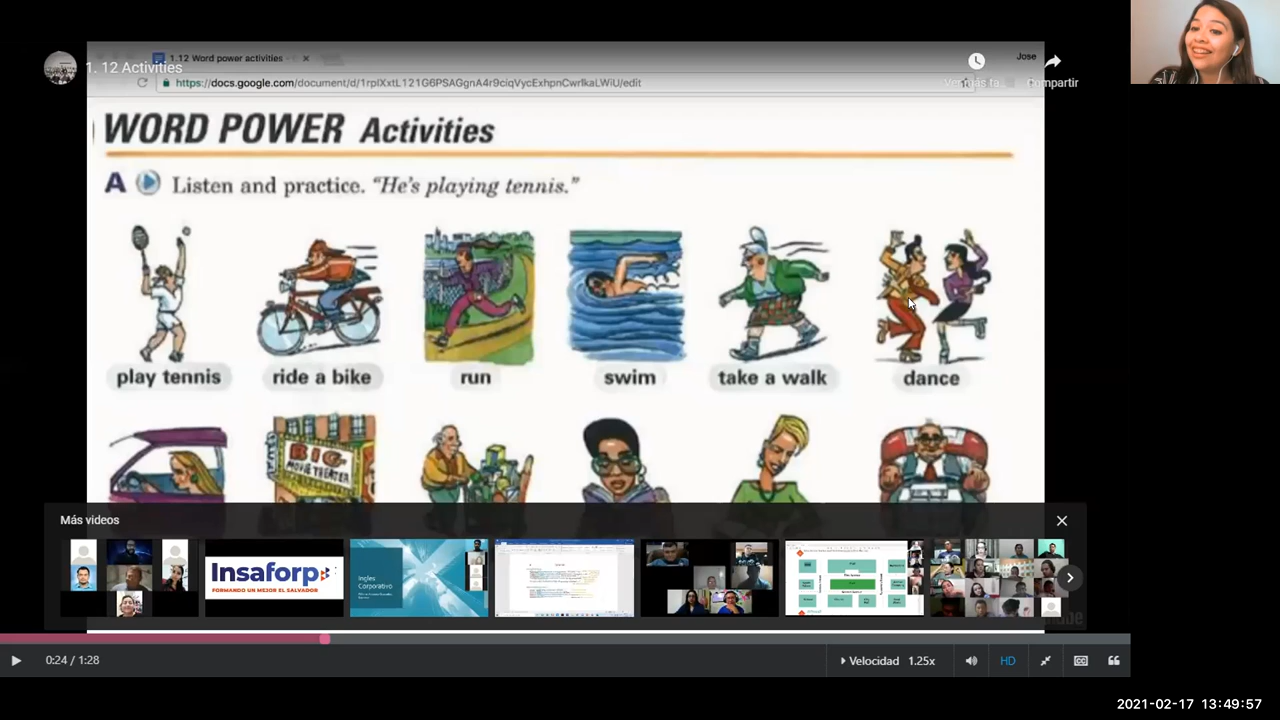 1.12 Word power activities
Jose
1. 12 Activities
https://docs.google.com/document/d/1rplXxtL121G6PSAGgnA4r9ciqVycExhpnCwrlkaLWiU/edit
Compartir
WORD POWER Activities
A Listen and practice. "He's playing tennis."
play tennis ride a bike run swim take a walk dance
BIG
MOVIE THEATER
Más videos
Insaforp
FORMANDO UN MEJOR EL SALVADOR
Ingles
Corporativo
0:24 / 1:28
Velocidad 1.25x
HD
2021-02-17 13:49:57